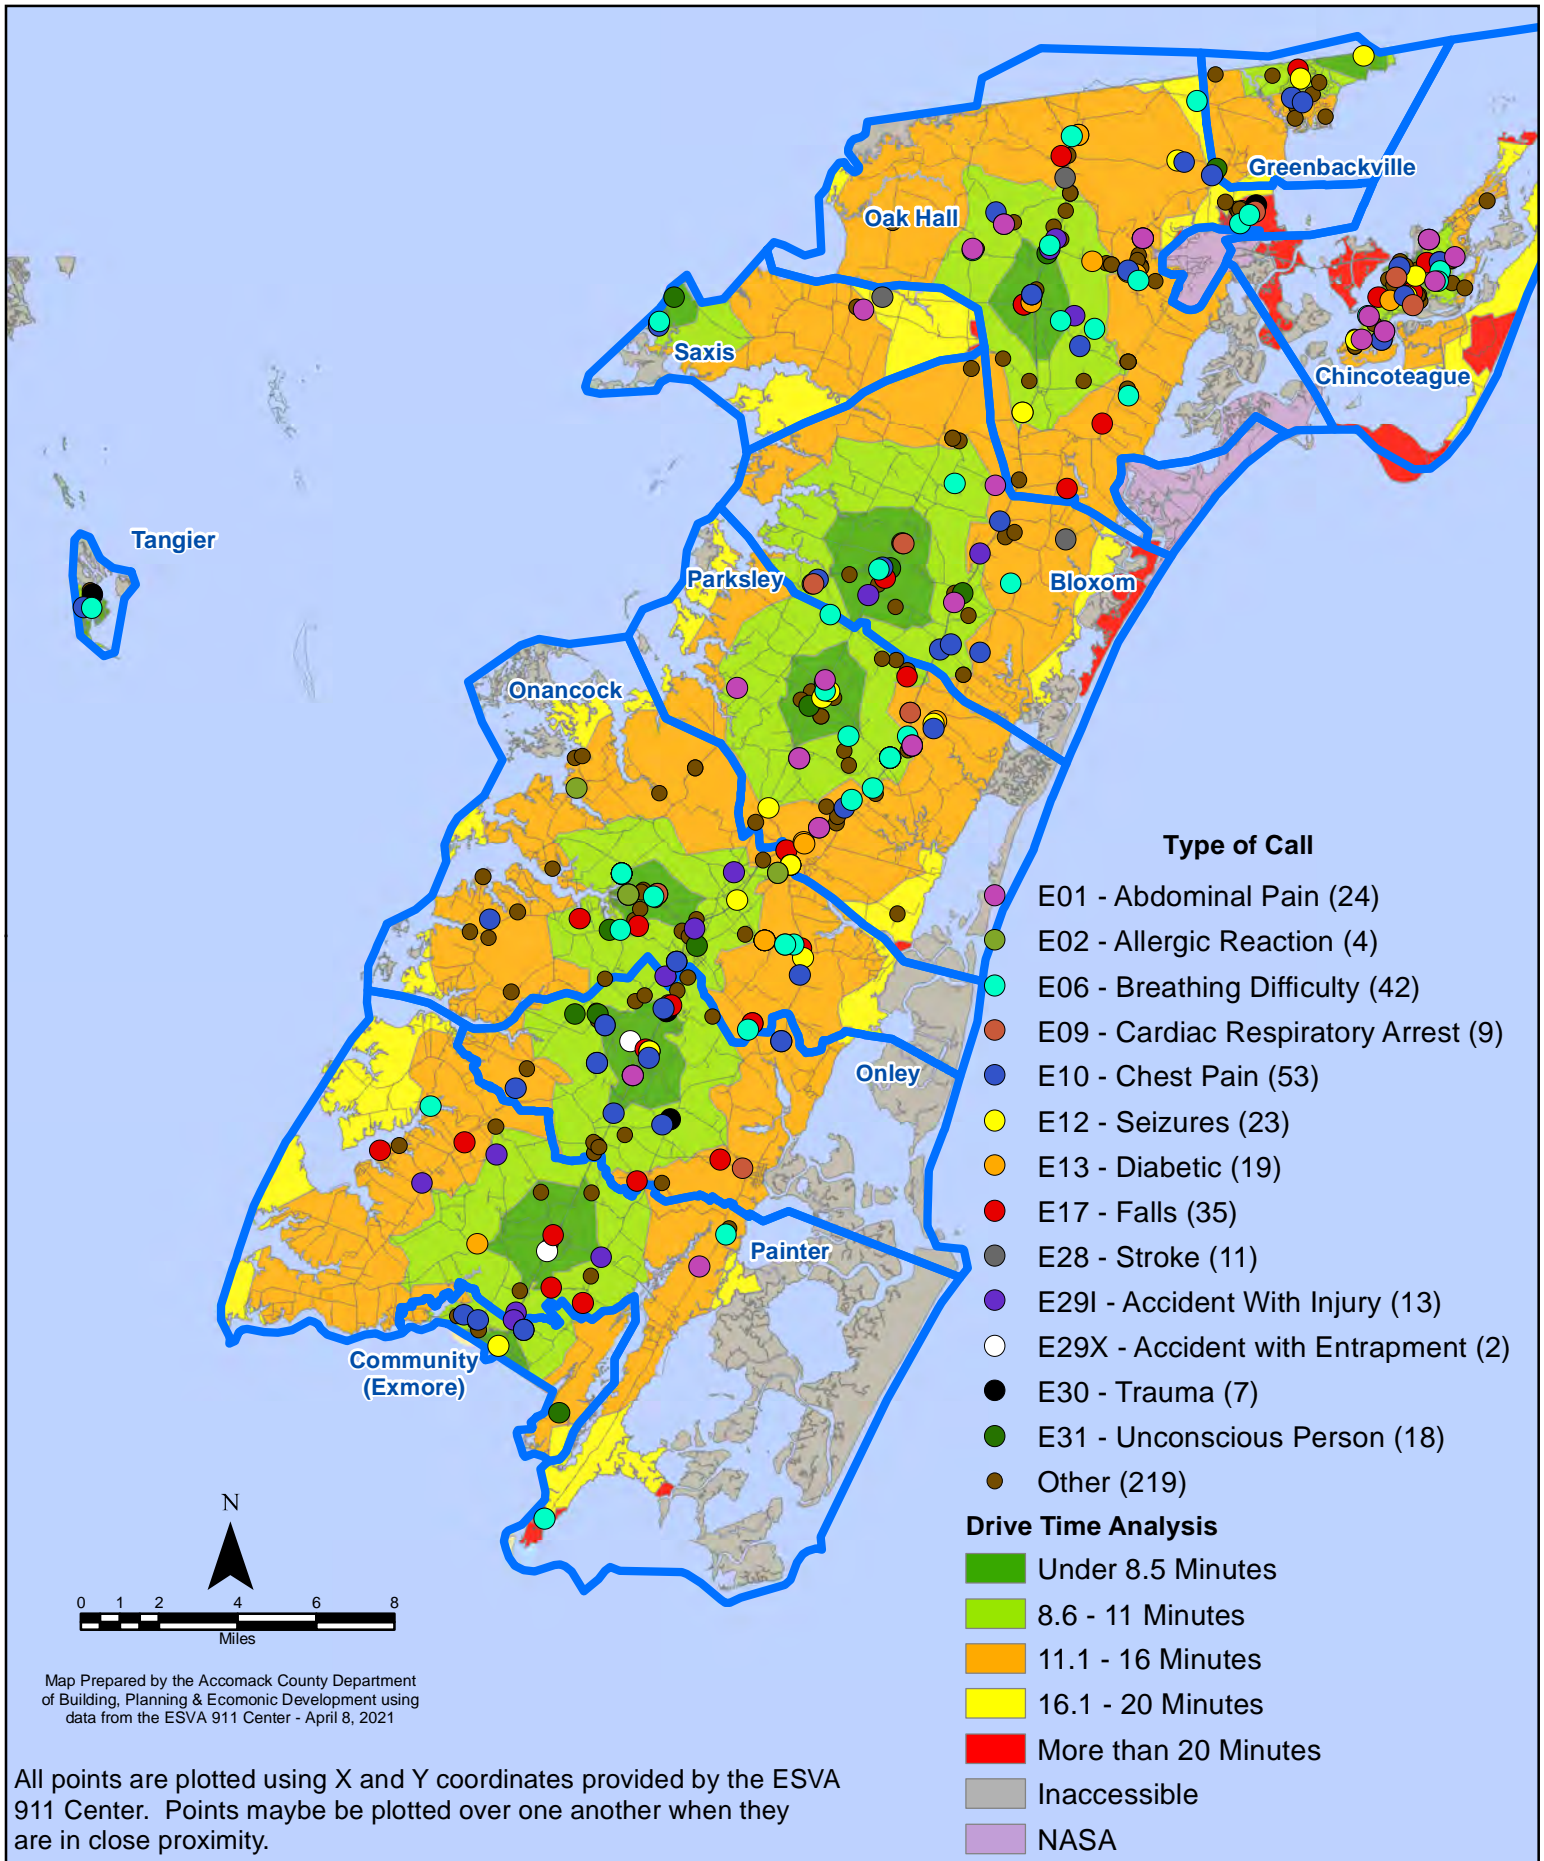 Greenbackville
Oak Hall
Saxis
Chincoteague
Tangier
Parksley
Bloxom
Onancock
Onley
Painter
Community
(Exmore)
Type of Call
E01 - Abdominal Pain (24)
E02 - Allergic Reaction (4)
E06 - Breathing Difficulty (42)
E09 - Cardiac Respiratory Arrest (9)
E10 - Chest Pain (53)
E12 - Seizures (23)
E13 - Diabetic (19)
E17 - Falls (35)
E28 - Stroke (11)
E29I - Accident With Injury (13)
E29X - Accident with Entrapment (2)
E30 - Trauma (7)
E31 - Unconscious Person (18)
Other (219)
Drive Time Analysis
Under 8.5 Minutes
8.6 - 11 Minutes
11.1 - 16 Minutes
16.1 - 20 Minutes
More than 20 Minutes
Inaccessible
NASA
N
0 1 2 4 6 8
Miles
Map Prepared by the Accomack County Department
of Building, Planning & Ecomonic Development using
data from the ESVA 911 Center - April 8, 2021
All points are plotted using X and Y coordinates provided by the ESVA
911 Center.  Points maybe be plotted over one another when they
are in close proximity.